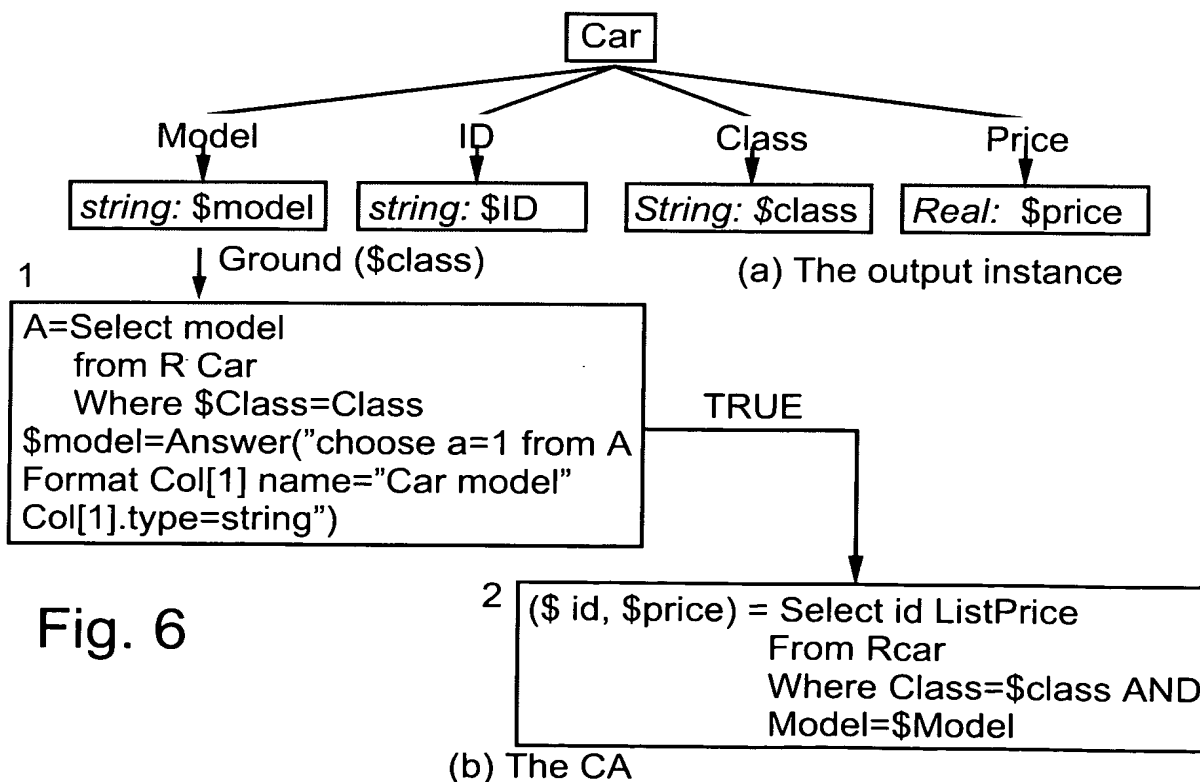 Car
Model ID Class Price
string: $model string: $ID String: $class Real: $price
Ground ($class)
(a) The output instance
1
A=Select model
from R Car
Where $Class=Class
$model=Answer("choose a=1 from A
Format Col[1] name="Car model"
Col[1].type=string")
TRUE
2
($ id, $price) = Select id ListPrice
From Rcar
Where Class=$class AND
Model=$Model
Fig. 6
(b) The CA